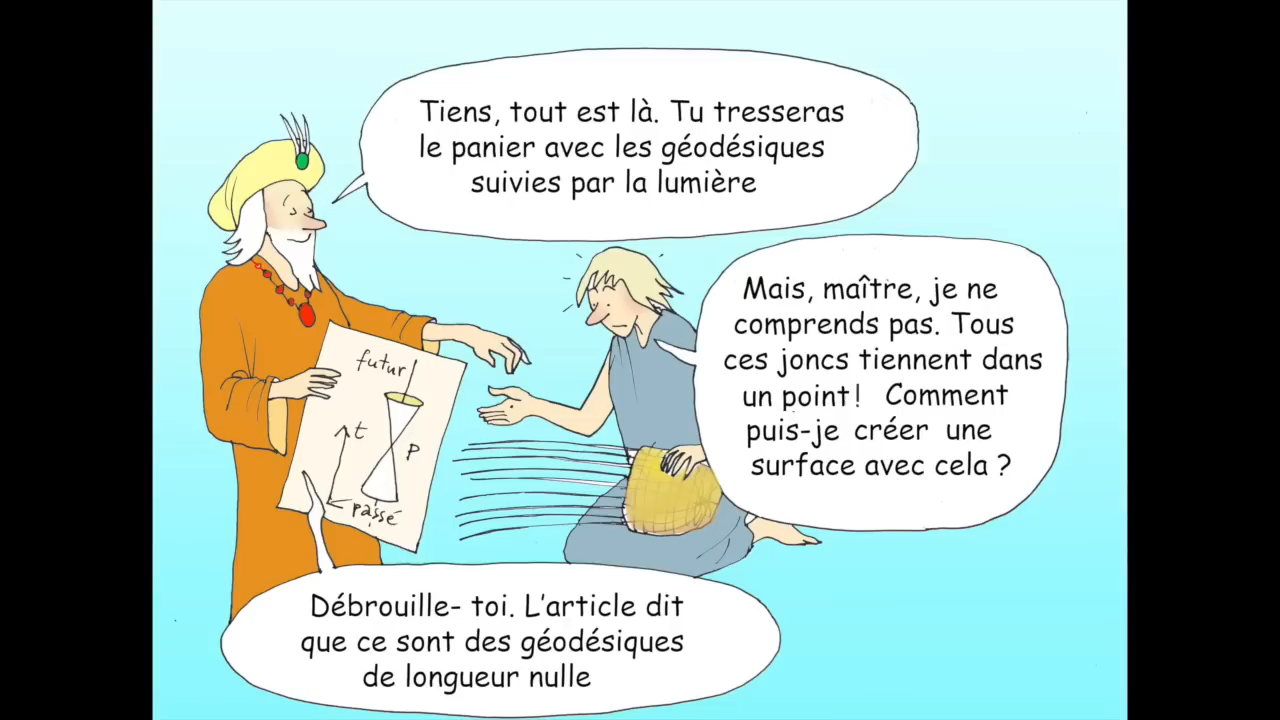 Tiens, tout est là. Tu tresseras
le panier avec les géodésiques
suivies par la lumière
Mais, maître, je ne
comprends pas. Tous
ces joncs tiennent dans
un point! Comment
puis-je créer une
surface avec cela ?
futur
t
P
passé
Débrouille- toi. L'article dit
que ce sont des géodésiques
de longueur nulle